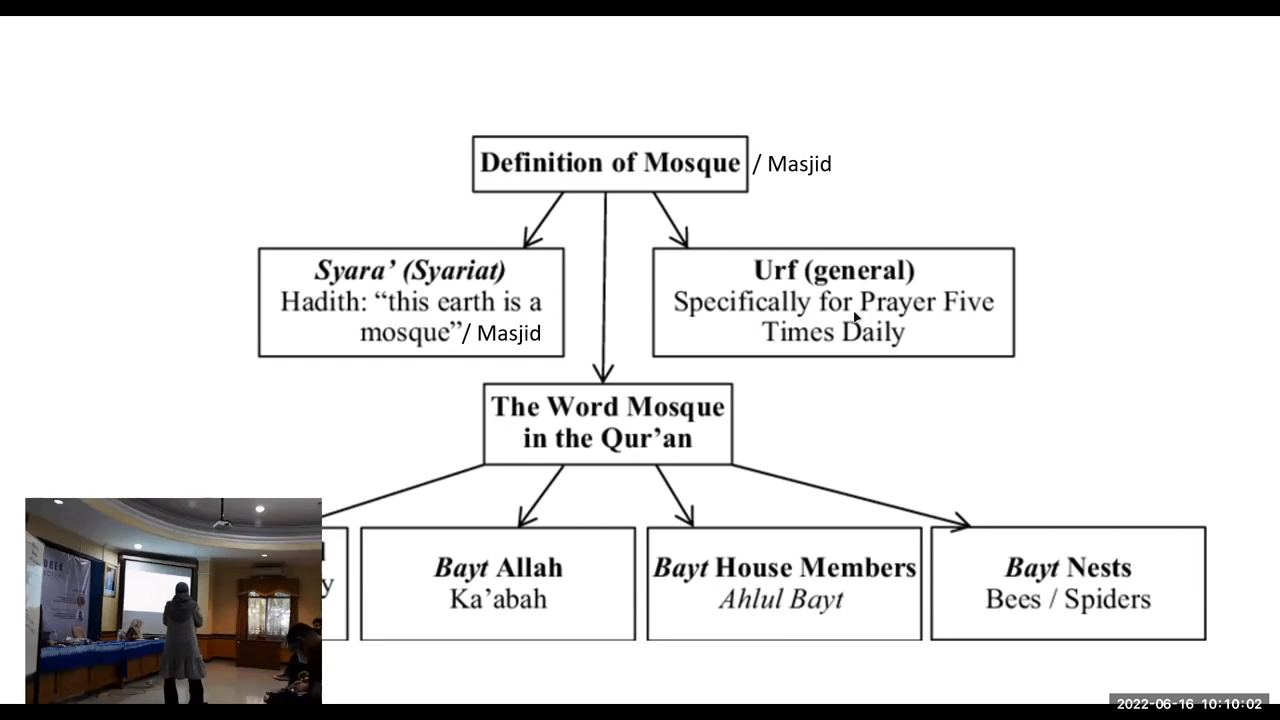 Definition of Mosque / Masjid
Syara’ (Syariat)
Hadith: “this earth is a
mosque”/ Masjid
Urf (general)
Specifically for Prayer Five
Times Daily
The Word Mosque
in the Qur’an
Bayt Allah
Ka’abah
Bayt House Members
Ahlul Bayt
Bayt Nests
Bees / Spiders
2022-06-16 10:10:02